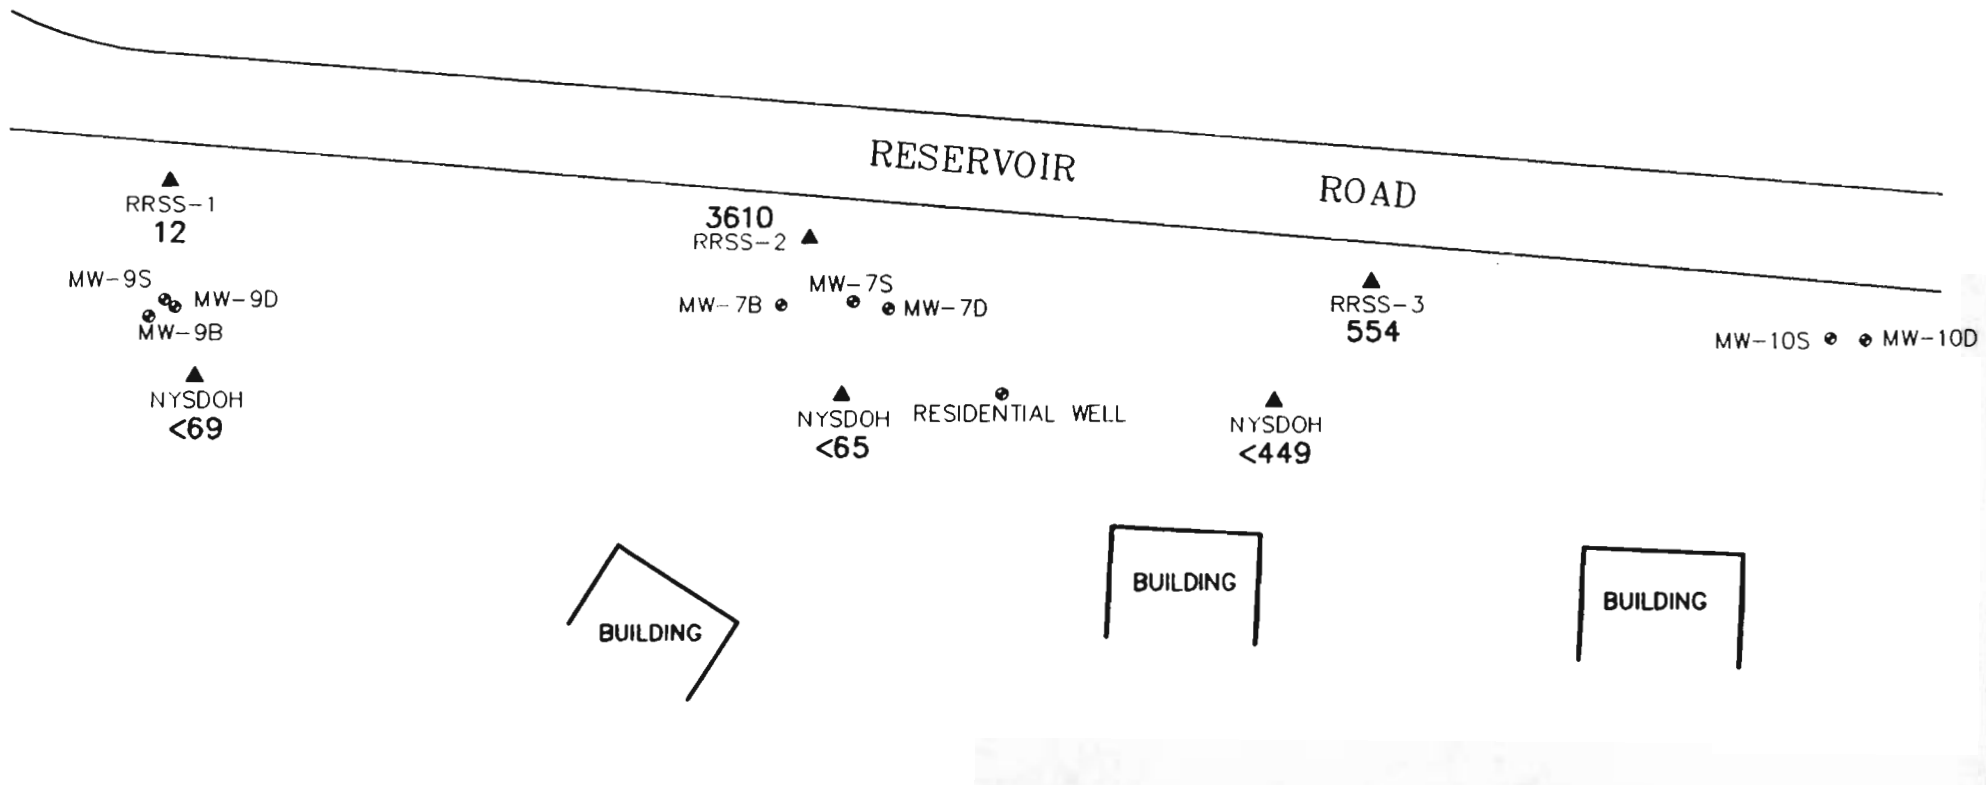 RESERVOIR ROAD
RRSS-1
12
3610
RRSS-2
MW-9S
MW-9D
MW-9B
MW-7S
MW-7B
MW-7D
RRSS-3
554
MW-10S
MW-10D
NYSDOH
<69
NYSDOH
<65
RESIDENTIAL WELL
NYSDOH
<449
BUILDING
BUILDING
BUILDING